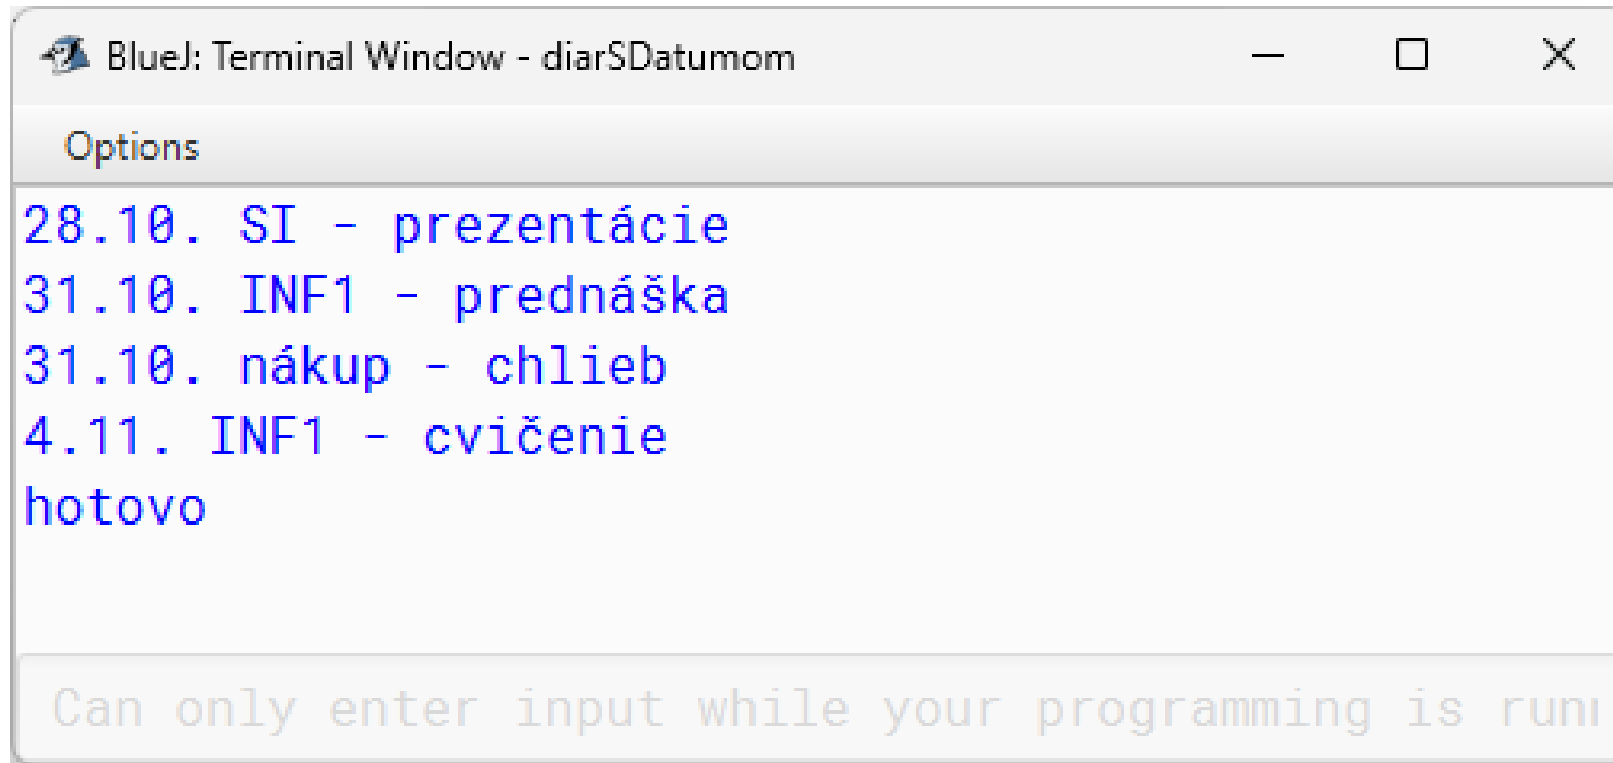 BlueJ: Terminal Window - diarSDatumom
Options
28.10. SI - prezentácie
31.10. INF1 - prednáška
31.10. nákup - chlieb
4.11. INF1 - cvičenie
hotovo
Can only enter input while your programming is